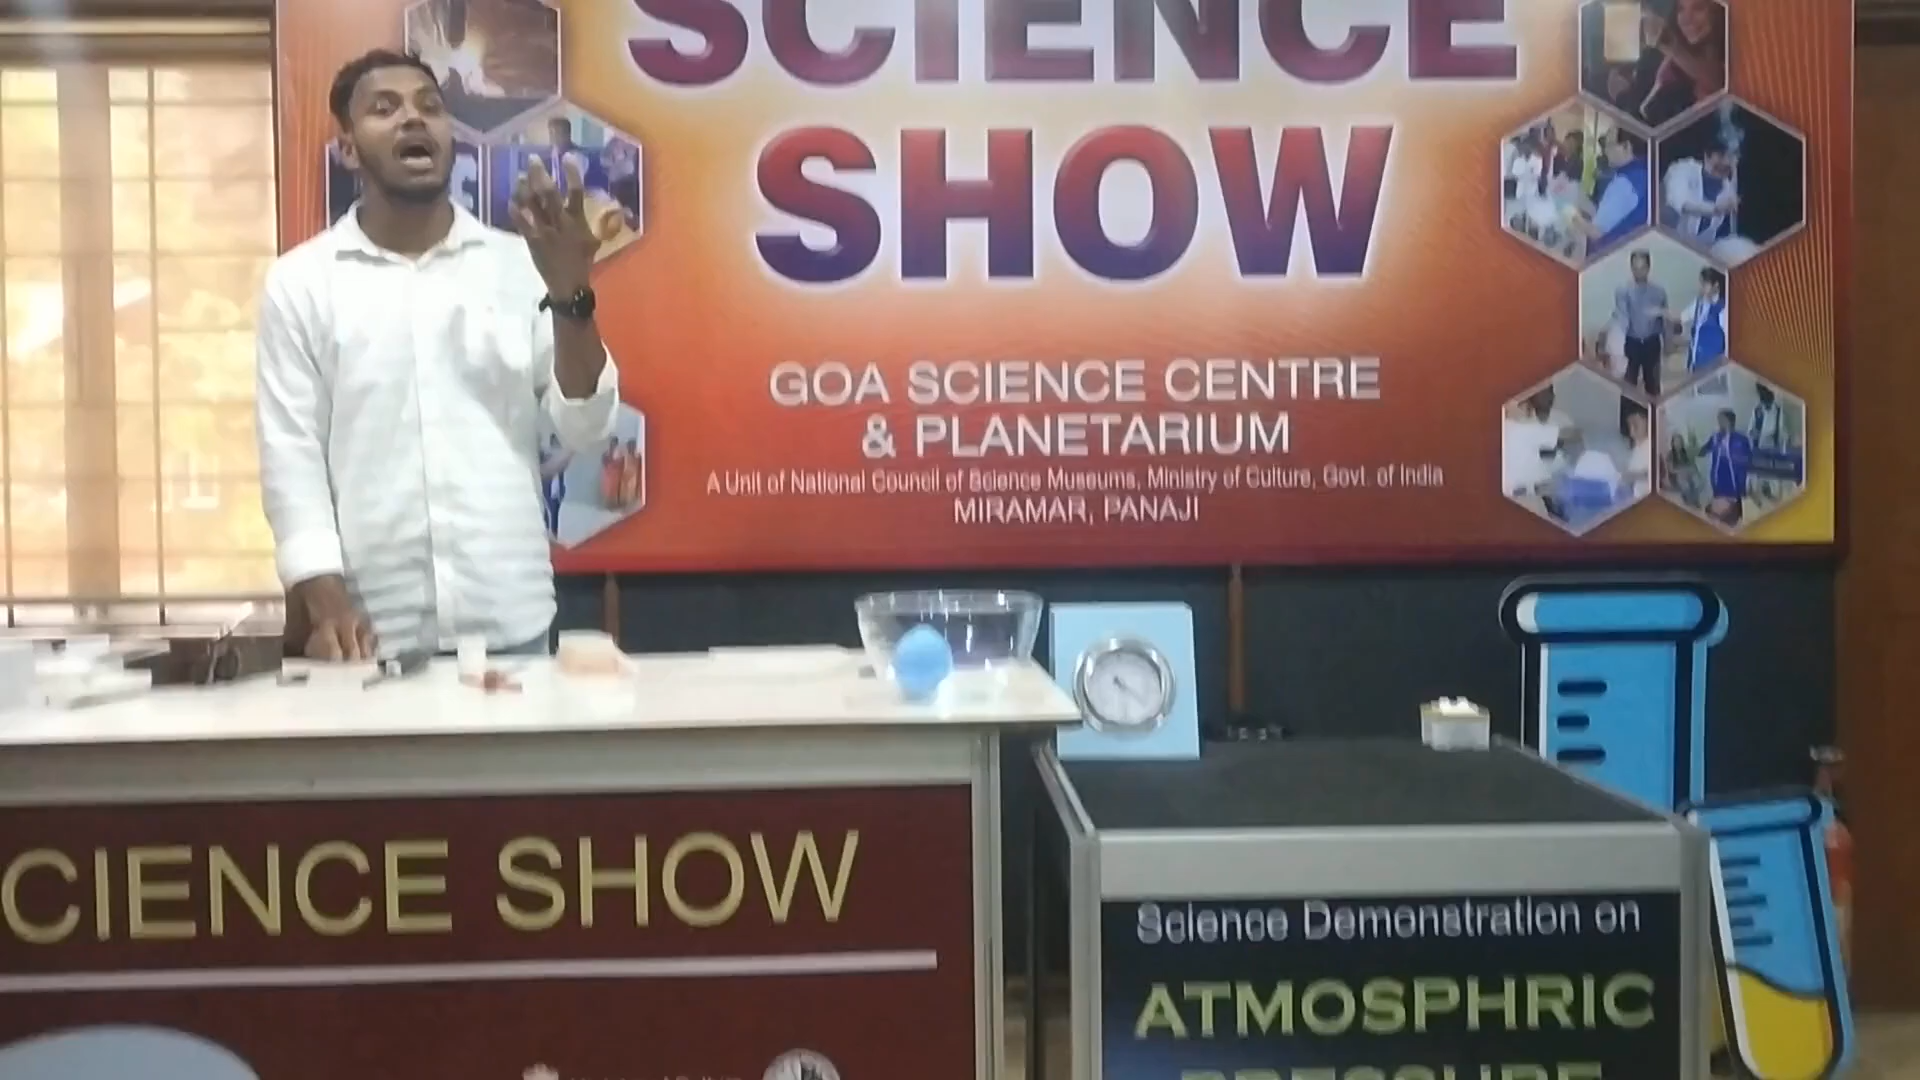 SCIENCE
SHOW
GOA SCIENCE CENTRE
& PLANETARIUM
A Unit of National Council of Science Museums, Ministry of Culture, Govt. of India
MIRAMAR, PANAJI
CIENCE SHOW
Science Demonstration on
ATMOSPHRIC
PRESSURE